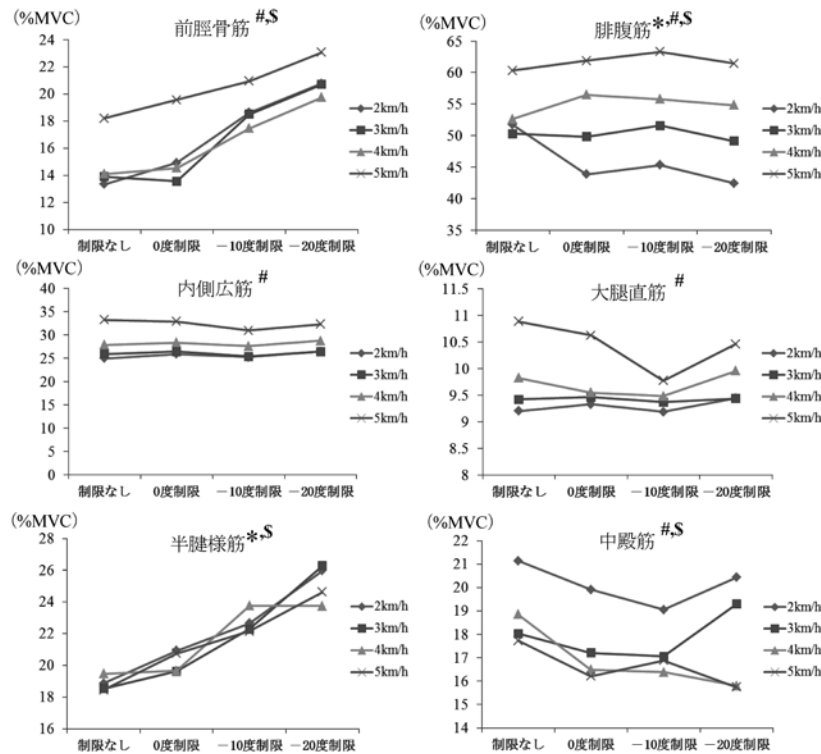 (%MVC)
前脛骨筋 #,$
24
22
20
18
16
14
12
10
制限なし 0度制限 －10度制限 －20度制限
2km/h
3km/h
4km/h
5km/h
(%MVC)
腓腹筋*,#,$
65
60
55
50
45
40
35
制限なし 0度制限 －10度制限 －20度制限
2km/h
3km/h
4km/h
5km/h
(%MVC)
内側広筋 #
40
35
30
25
20
15
10
5
0
制限なし 0度制限 －10度制限 －20度制限
2km/h
3km/h
4km/h
5km/h
(%MVC)
大腿直筋 #
11.5
11
10.5
10
9.5
9
8.5
8
制限なし 0度制限 －10度制限 －20度制限
2km/h
3km/h
4km/h
5km/h
(%MVC)
半腱様筋*,$
28
26
24
22
20
18
16
制限なし 0度制限 －10度制限 －20度制限
2km/h
3km/h
4km/h
5km/h
(%MVC)
中殿筋 #,$
22
21
20
19
18
17
16
15
14
制限なし 0度制限 －10度制限 －20度制限
2km/h
3km/h
4km/h
5km/h